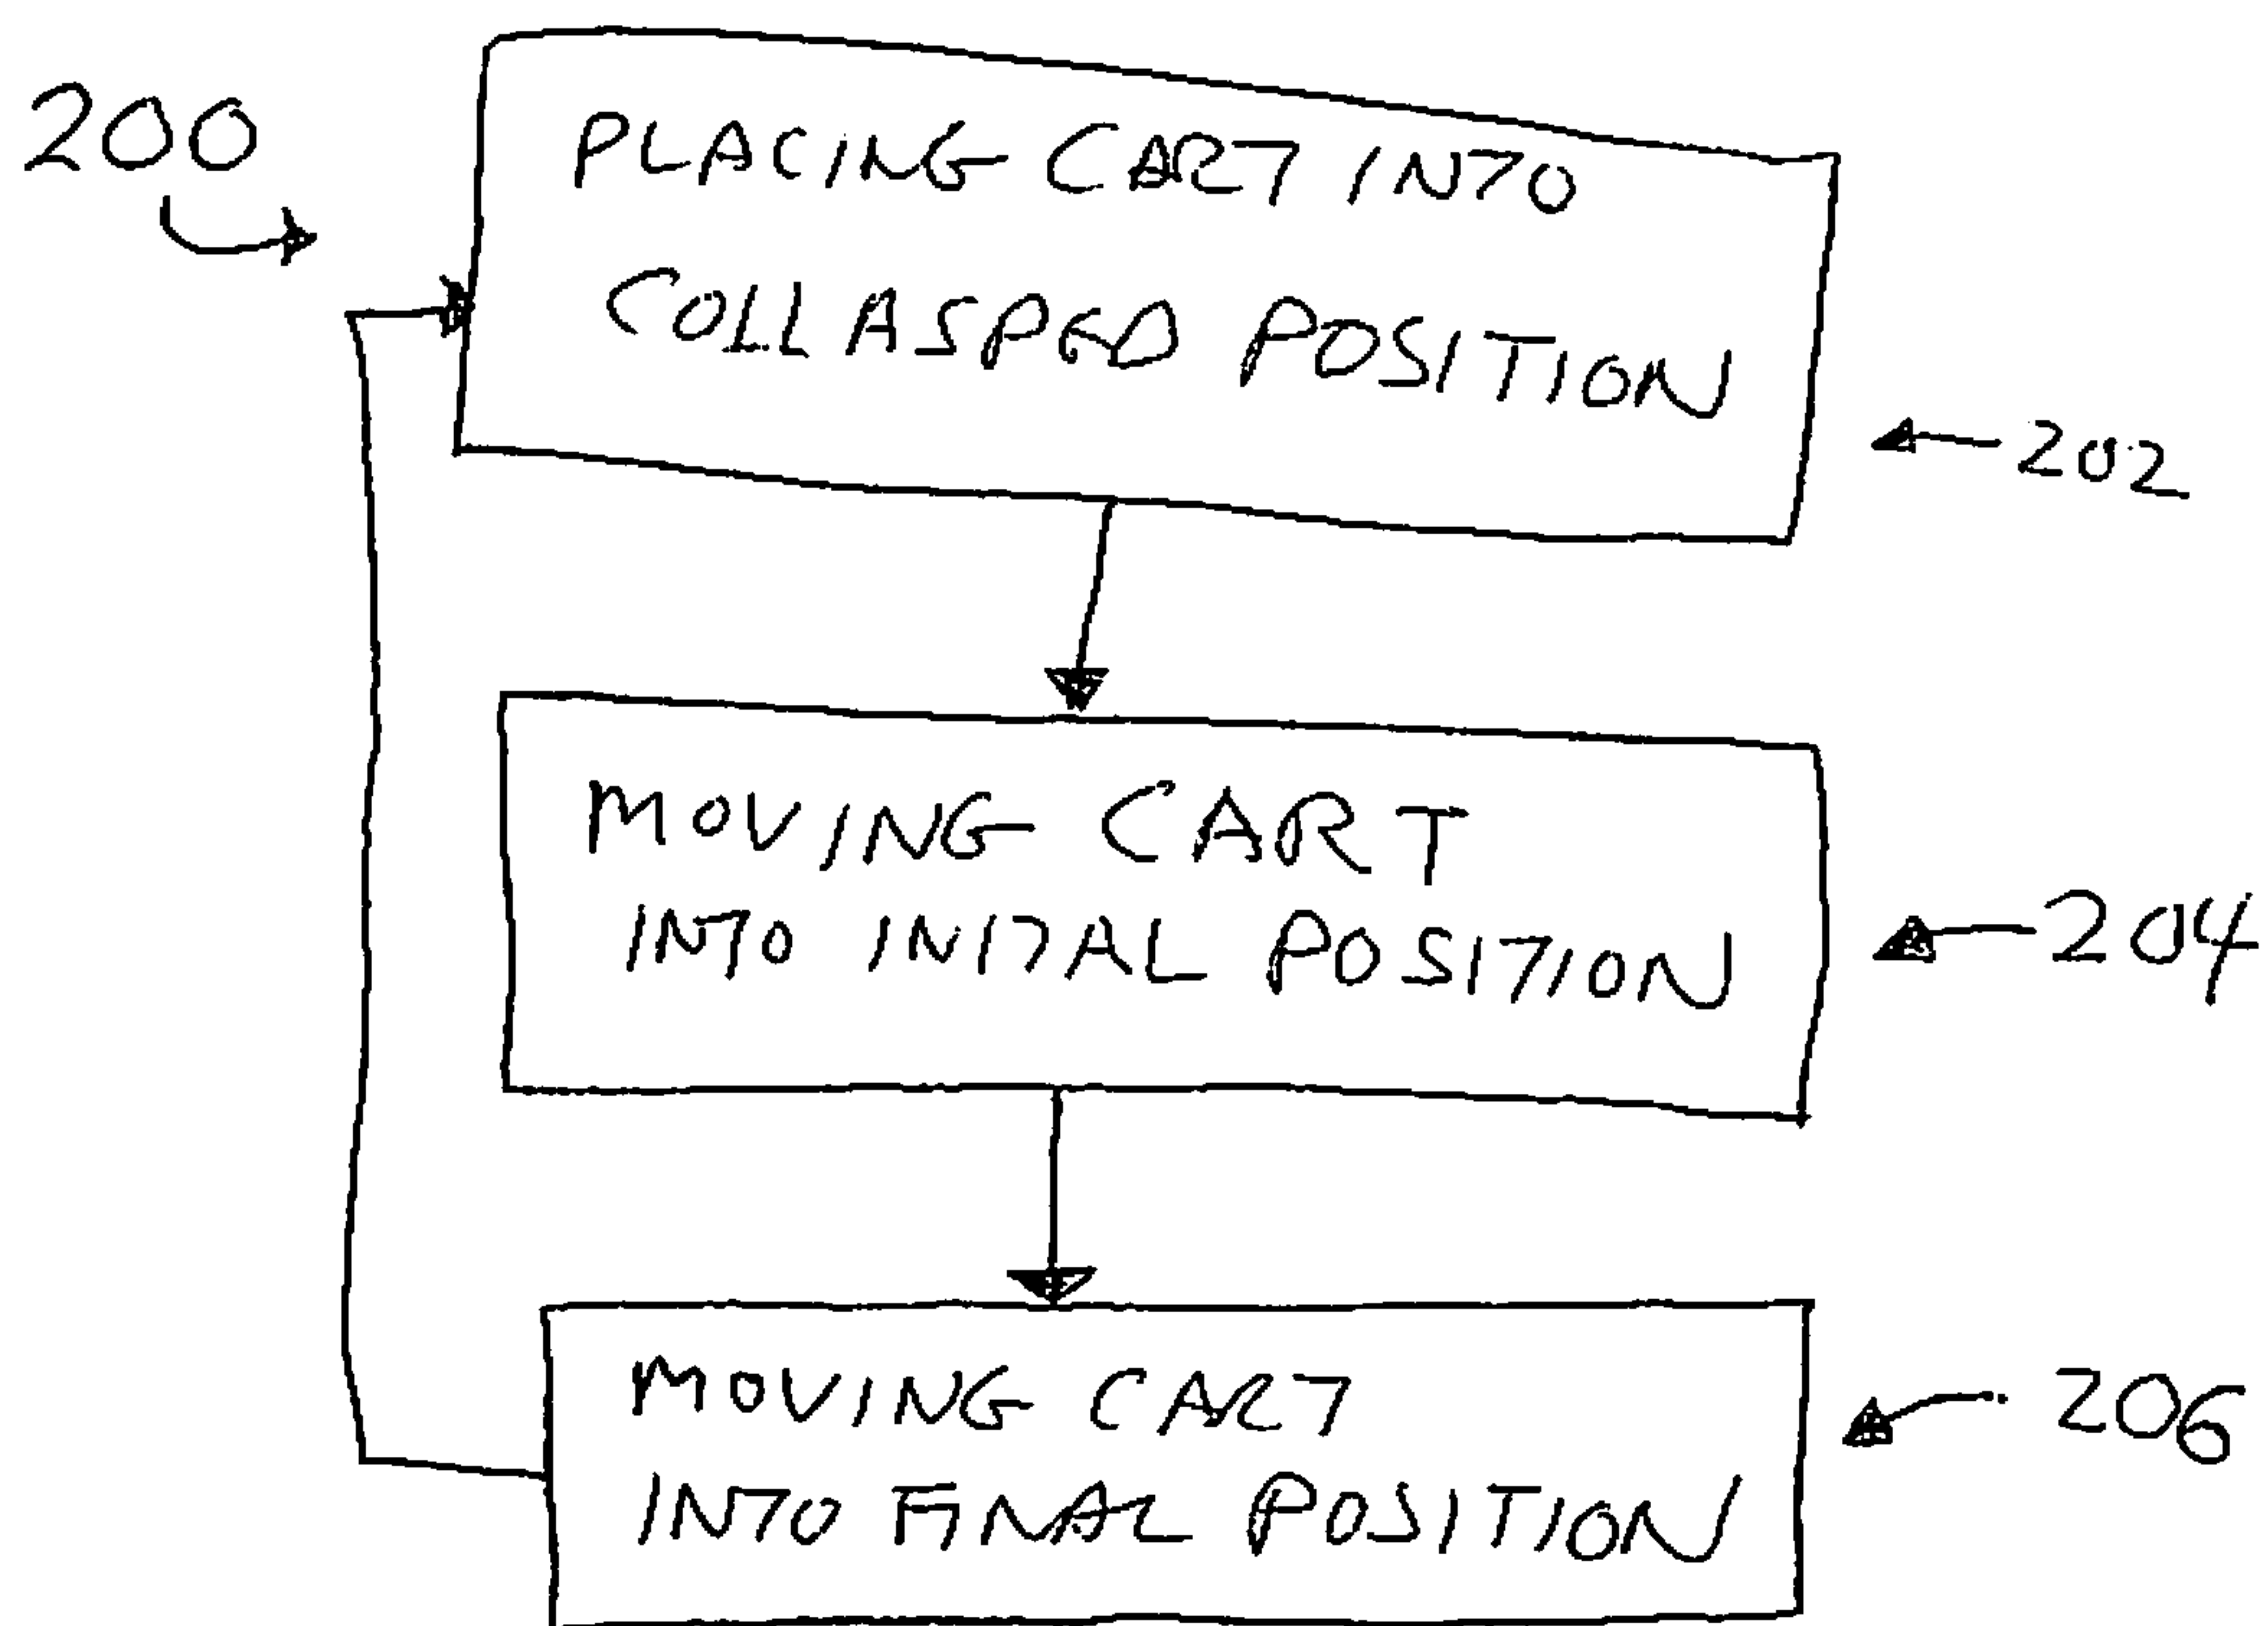 200
PLACING CART INTO
COLLASPED POSITION
202
MOVING CART
INTO INITAL POSITION
204
MOVING CART
206
INTO FINAL POSITION